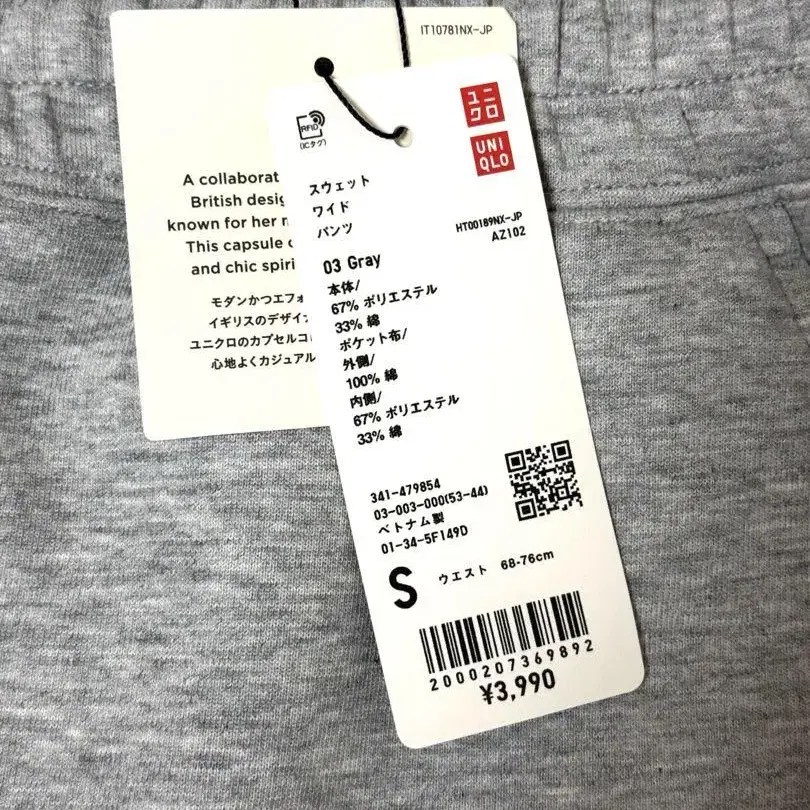 IT10781NX-JP
A collaborat
British desig
known for her
This capsule
and chic spiri
モダンかつエフォ
イギリスのデザイ
ユニクロのカプセルコ
心地よくカジュアル
RFID
(ICタグ)
ユニ
クロ
UNI
QLO
スウェット
ワイド
パンツ
HT00189NX-JP
AZ102
03 Gray
本体/
67% ポリエステル
33% 綿
ポケット布/
外側/
100% 綿
内側/
67% ポリエステル
33% 綿
341-479854
03-003-000(53-44)
ベトナム製
01-34-5F149D
S ウエスト 68-76cm
2000207369892
¥3,990